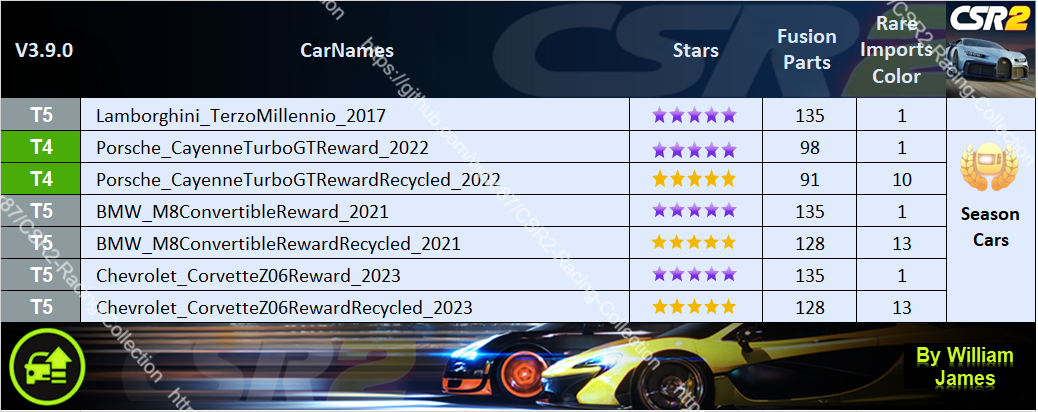 V3.9.0 CarNames Stars Fusion Parts Rare Imports Color CSR2
T5 Lamborghini_TerzoMillennio_2017 135 1
T4 Porsche_CayenneTurboGTReward_2022 98 1
T4 Porsche_CayenneTurboGTRewardRecycled_2022 91 10
T5 BMW_M8ConvertibleReward_2021 135 1
T5 BMW_M8ConvertibleRewardRecycled_2021 128 13
T5 Chevrolet_CorvetteZ06Reward_2023 135 1
T5 Chevrolet_CorvetteZ06RewardRecycled_2023 128 13
Season
Cars
CSR2
By William
James